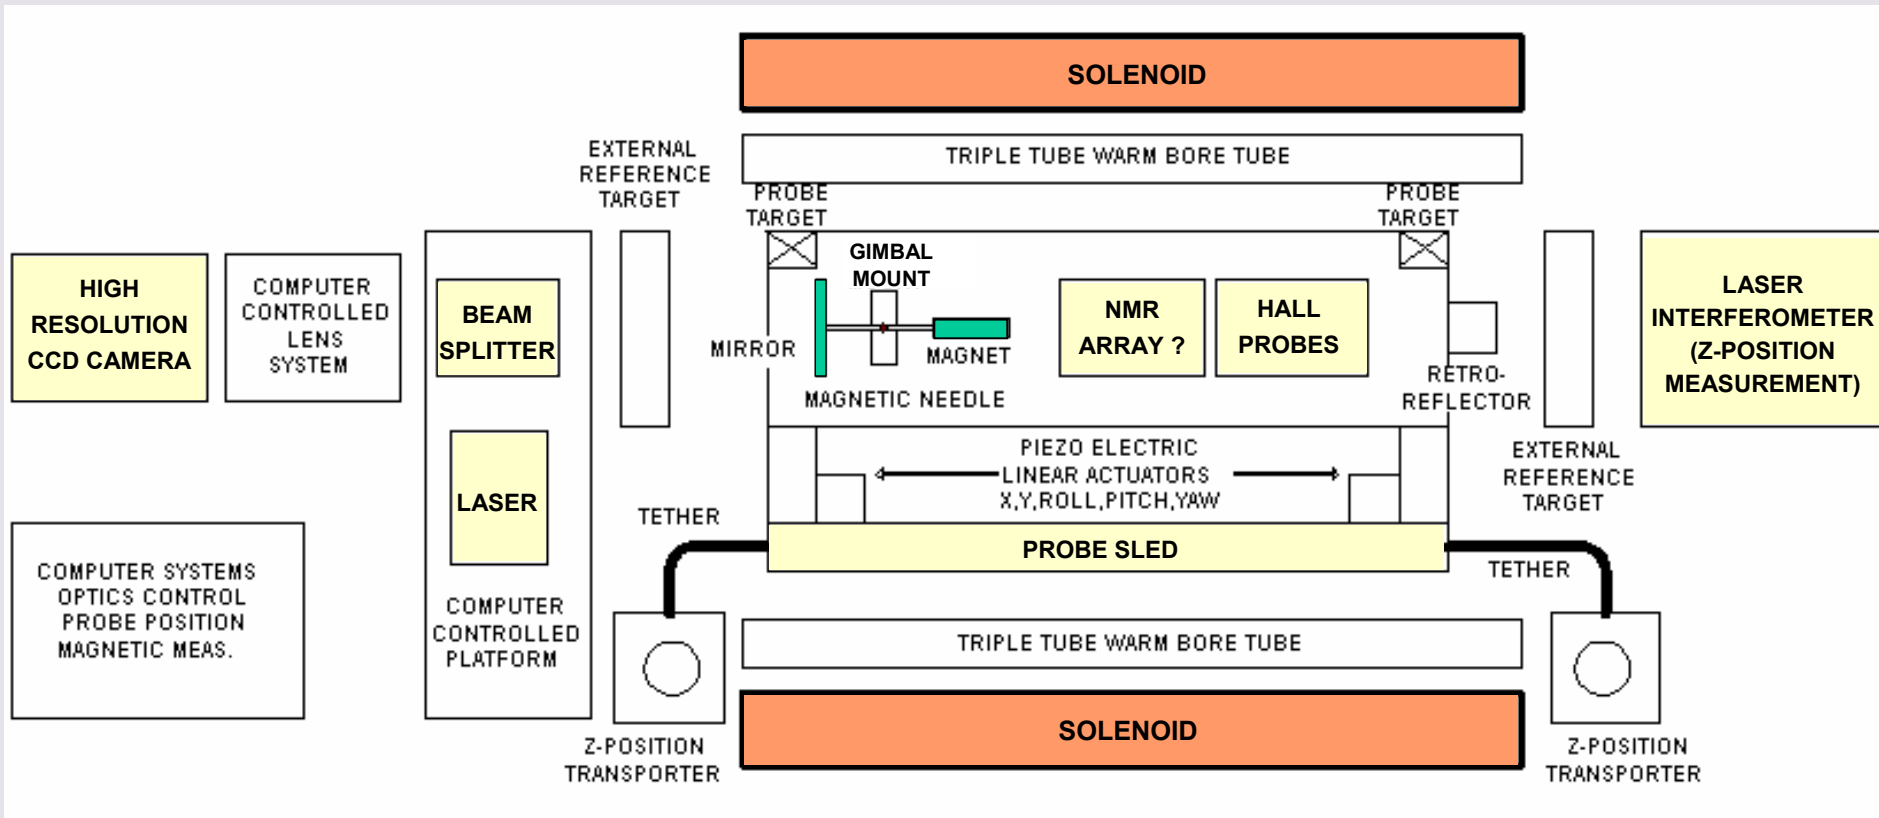 SOLENOID
TRIPLE TUBE WARM BORE TUBE
EXTERNAL
REFERENCE
TARGET
PROBE
TARGET
PROBE
TARGET
HIGH
RESOLUTION
CCD CAMERA
COMPUTER
CONTROLLED
LENS
SYSTEM
BEAM
SPLITTER
LASER
COMPUTER
CONTROLLED
PLATFORM
GIMBAL
MOUNT
MIRROR
MAGNET
MAGNETIC NEEDLE
NMR
ARRAY ?
HALL
PROBES
RETRO-
REFLECTOR
LASER
INTERFEROMETER
(Z-POSITION
MEASUREMENT)
EXTERNAL
REFERENCE
TARGET
PIEZO ELECTRIC
LINEAR ACTUATORS
X,Y,ROLL,PITCH,YAW
TETHER
PROBE SLED
TETHER
COMPUTER SYSTEMS
OPTICS CONTROL
PROBE POSITION
MAGNETIC MEAS.
TRIPLE TUBE WARM BORE TUBE
SOLENOID
Z-POSITION
TRANSPORTER
Z-POSITION
TRANSPORTER